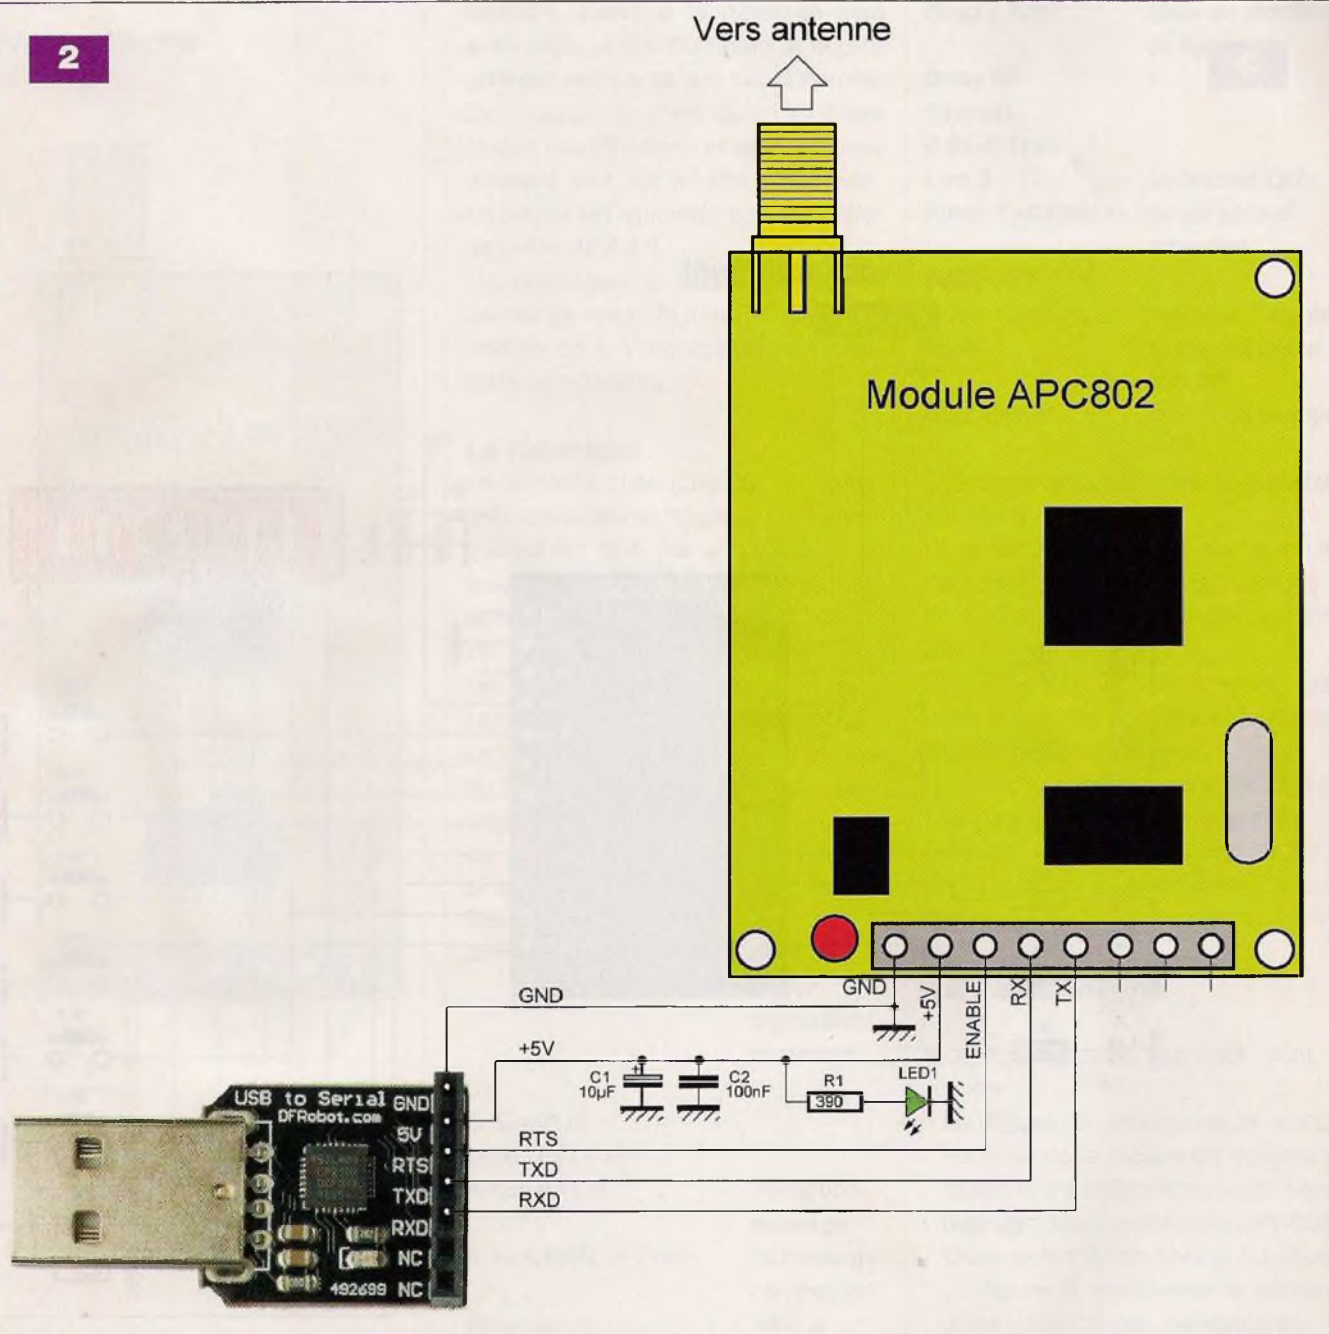 2
Vers antenne
Module APC802
GND
+5V
ENABLE
RX
TX
GND
+5V
C1
10µF
+
C2
100nF
R1
390
LED1
RTS
TXD
RXD
USB to Serial
DFRobot.com
GND
5V
RTS
TXD
RXD
NC
NC
492699